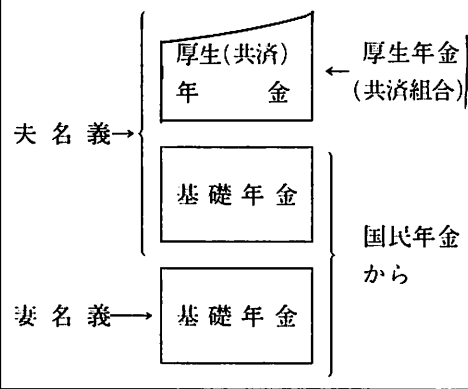 厚生(共済)
年金
← 厚生年金
(共済組合)
夫名義→
基礎年金
国民年金
から
妻名義→
基礎年金